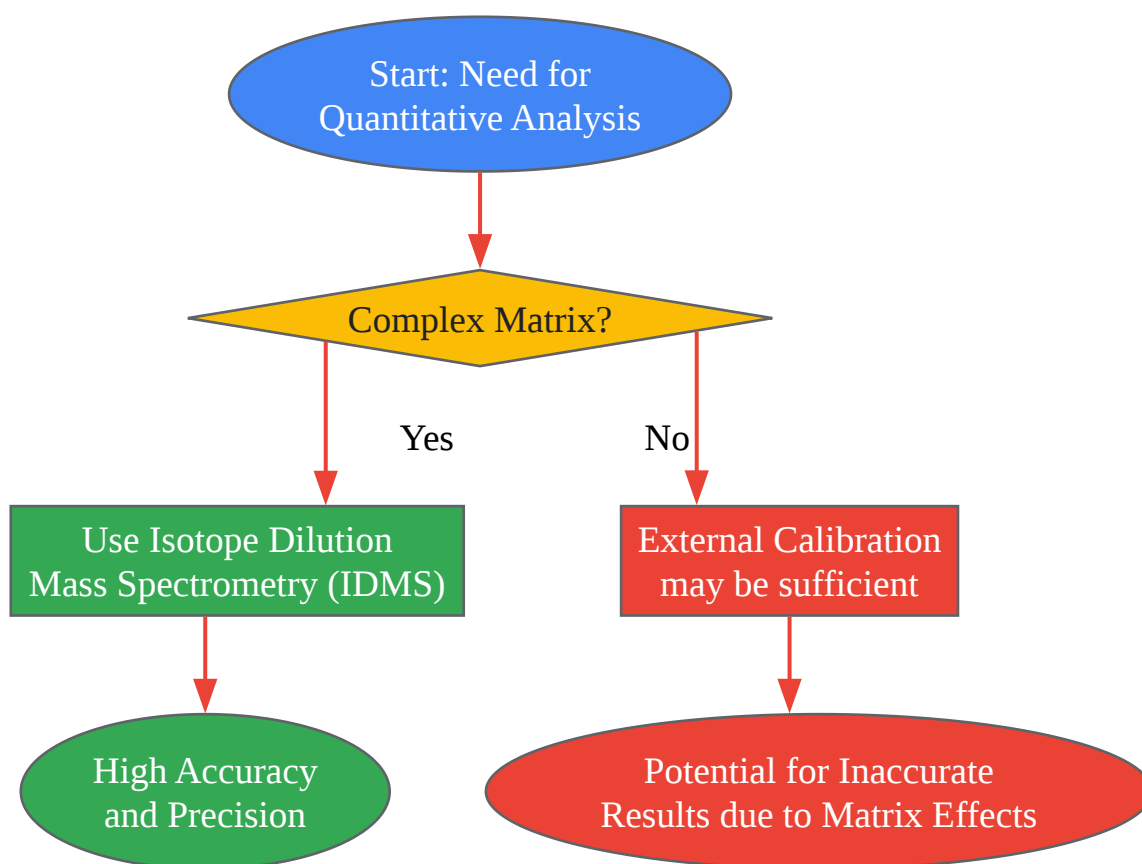 Start: Need for
Quantitative Analysis
Complex Matrix?
Yes
No
Use Isotope Dilution
Mass Spectrometry (IDMS)
External Calibration
may be sufficient
High Accuracy
and Precision
Potential for Inaccurate
Results due to Matrix Effects